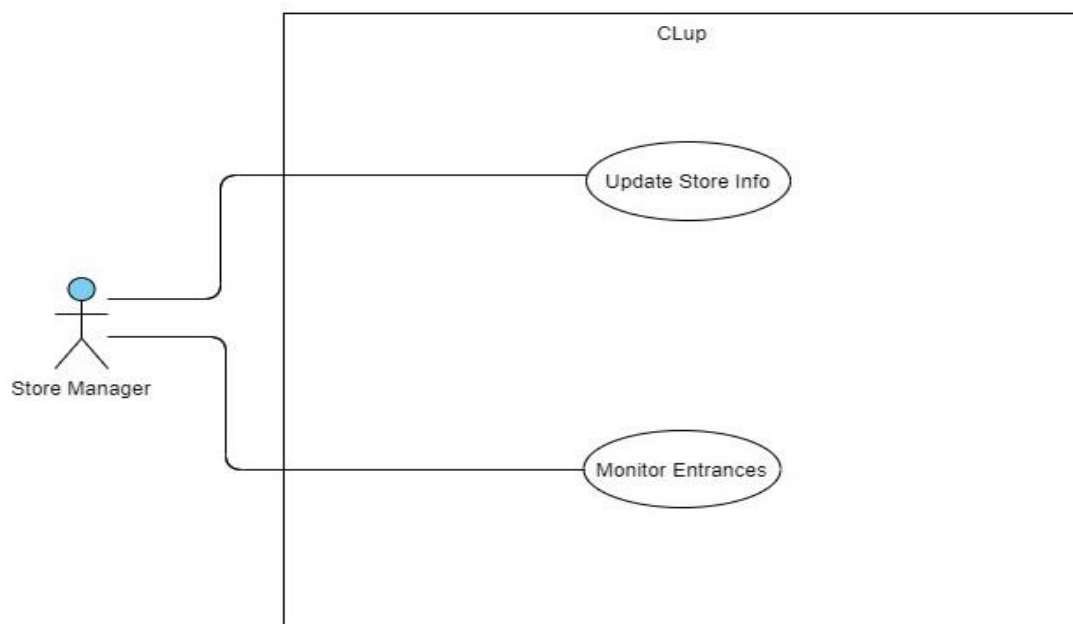 CLup
Update Store Info
Store Manager
Monitor Entrances